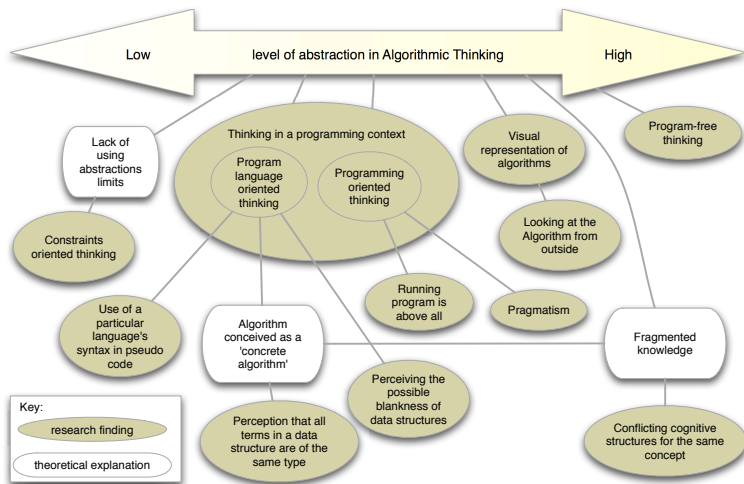 Low
level of abstraction in Algorithmic Thinking
High
Lack of
using
abstractions
limits
Constraints
oriented thinking
Thinking in a programming context
Program
language
oriented
thinking
Programming
oriented
thinking
Visual
representation of
algorithms
Program-free
thinking
Looking at the
Algorithm from
outside
Use of a
particular
language's
syntax in pseudo
code
Algorithm
conceived as a
'concrete
algorithm'
Running
program is
above all
Pragmatism
Fragmented
knowledge
Perceiving the
possible
blankness of
data structures
Perception that all
terms in a data
structure are of the
same type
Conflicting cognitive
structures for the same
concept
Key:
research finding
theoretical explanation